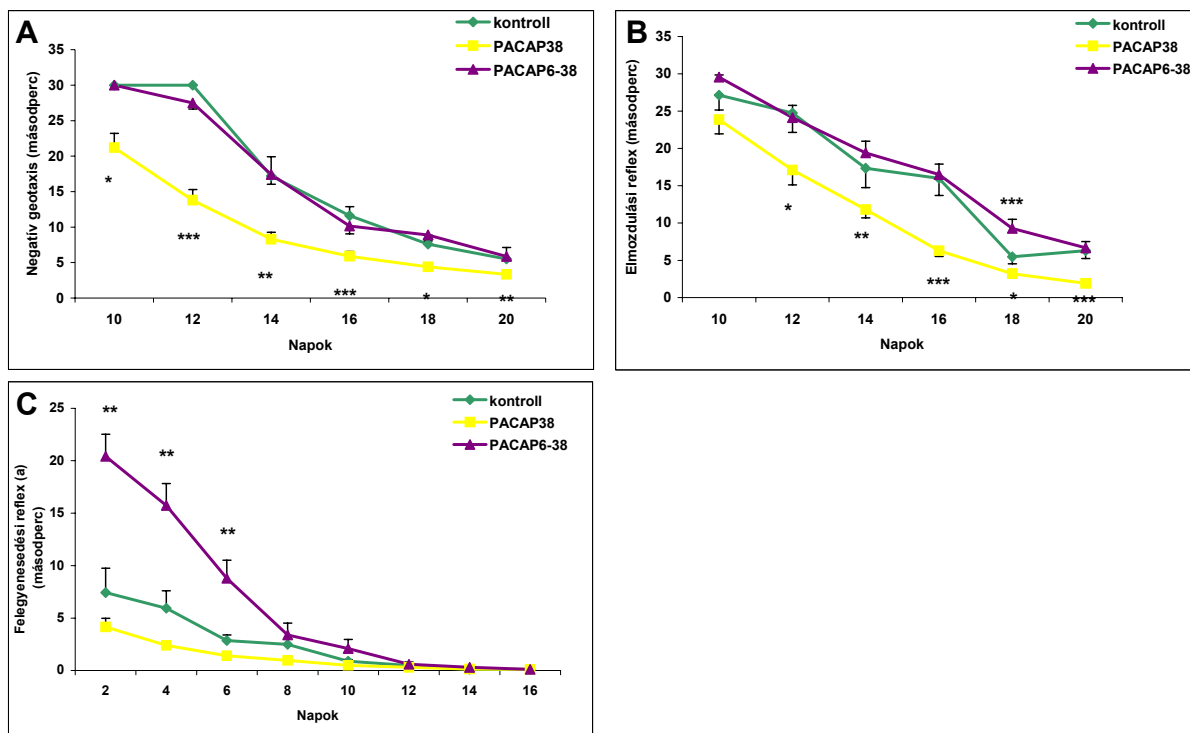 A
kontroll
PACAP38
PACAP6-38
Negatív geotaxis (másodperc)
35
30
25
20
15
10
5
0
*
***
**
***
*
**
10 12 14 16 18 20
Napok
B
kontroll
PACAP38
PACAP6-38
Elmozdulási reflex (másodperc)
35
30
25
20
15
10
5
0
***
*
**
***
*
***
10 12 14 16 18 20
Napok
C
kontroll
PACAP38
PACAP6-38
Felegyenesedési reflex (a)
(másodperc)
25
20
15
10
5
0
**
**
**
2 4 6 8 10 12 14 16
Napok